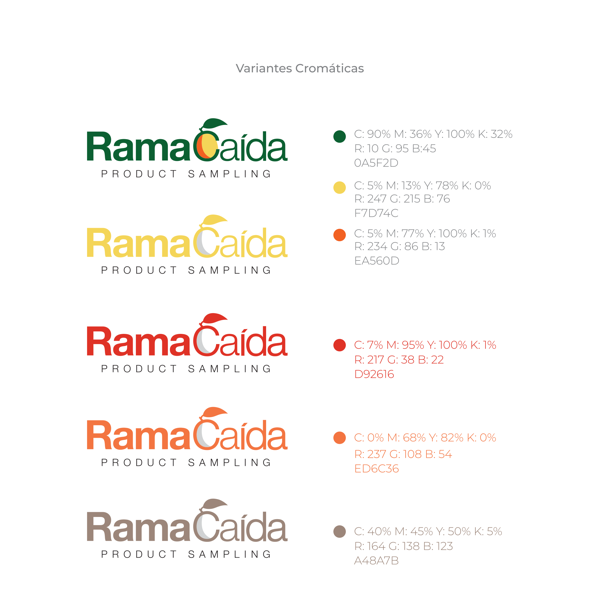 Variantes Cromáticas
RamaCaída
PRODUCT SAMPLING
C: 90% M: 36% Y: 100% K: 32%
R: 10 G: 95 B:45
0A5F2D
C: 5% M: 13% Y: 78% K: 0%
R: 247 G: 215 B: 76
F7D74C
RamaCaída
PRODUCT SAMPLING
C: 5% M: 77% Y: 100% K: 1%
R: 234 G: 86 B: 13
EA560D
RamaCaída
PRODUCT SAMPLING
C: 7% M: 95% Y: 100% K: 1%
R: 217 G: 38 B: 22
D92616
RamaCaída
PRODUCT SAMPLING
C: 0% M: 68% Y: 82% K: 0%
R: 237 G: 108 B: 54
ED6C36
RamaCaída
PRODUCT SAMPLING
C: 40% M: 45% Y: 50% K: 5%
R: 164 G: 138 B: 123
A48A7B